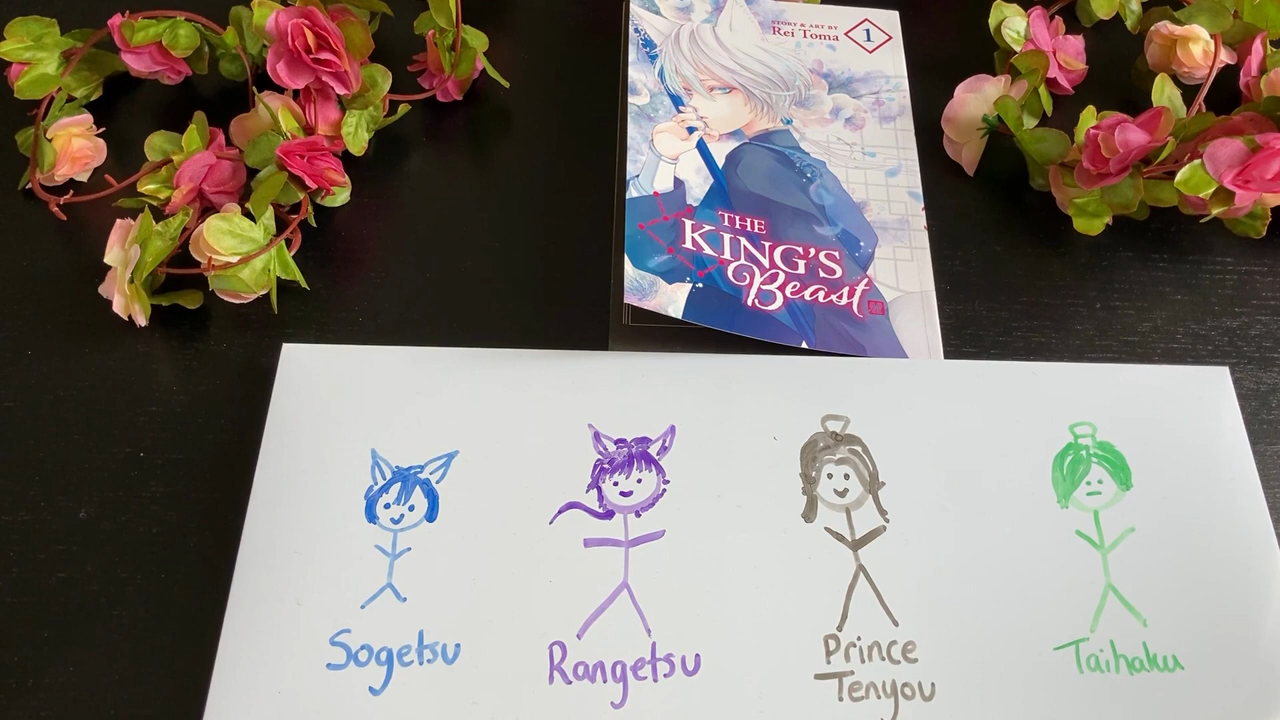 STORY & ART BY
Rei Toma
1
THE
KING'S
Beast
Sogetsu
Rangetsu
Prince
Tenyou
Taihaku